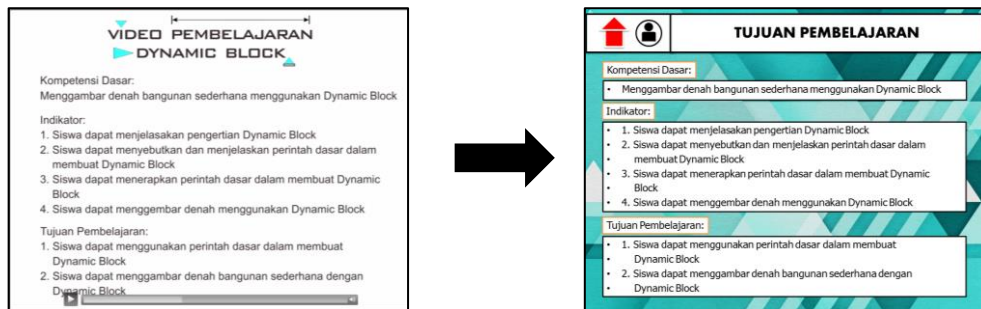 VIDEO PEMBELAJARAN
DYNAMIC BLOCK
Kompetensi Dasar:
Menggambar denah bangunan sederhana menggunakan Dynamic Block
Indikator:
1. Siswa dapat menjelasakan pengertian Dynamic Block
2. Siswa dapat menyebutkan dan menjelaskan perintah dasar dalam
membuat Dynamic Block
3. Siswa dapat menerapkan perintah dasar dalam membuat Dynamic
Block
4. Siswa dapat menggembar denah menggunakan Dynamic Block
Tujuan Pembelajaran:
1. Siswa dapat menggunakan perintah dasar dalam membuat
Dynamic Block
2. Siswa dapat menggambar denah bangunan sederhana dengan
Dynamic Block
TUJUAN PEMBELAJARAN
Kompetensi Dasar:
• Menggambar denah bangunan sederhana menggunakan Dynamic Block
Indikator:
• 1. Siswa dapat menjelasakan pengertian Dynamic Block
• 2. Siswa dapat menyebutkan dan menjelaskan perintah dasar dalam
• membuat Dynamic Block
• 3. Siswa dapat menerapkan perintah dasar dalam membuat Dynamic
• Block
• 4. Siswa dapat menggembar denah menggunakan Dynamic Block
Tujuan Pembelajaran:
• 1. Siswa dapat menggunakan perintah dasar dalam membuat
• Dynamic Block
• 2. Siswa dapat menggambar denah bangunan sederhana dengan
• Dynamic Block